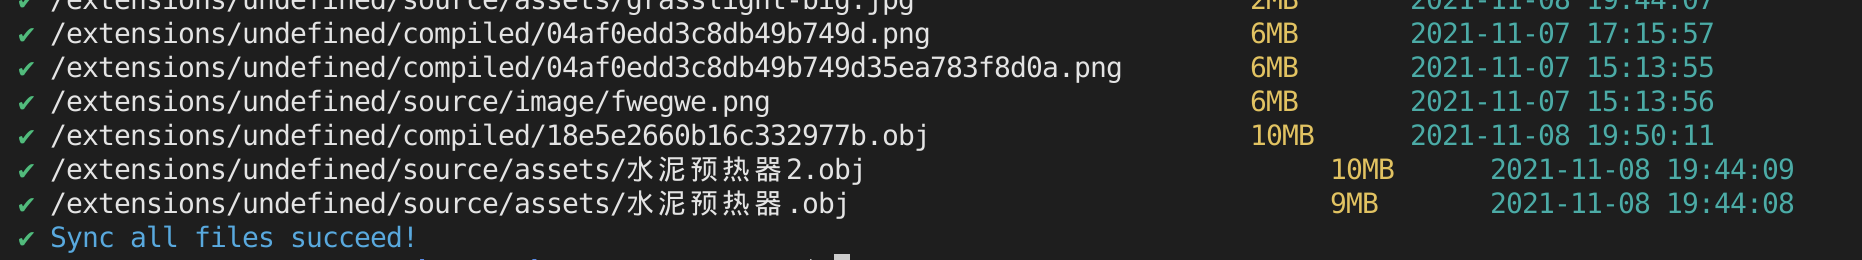 ✔ /extensions/undefined/source/assets/grasslight-big.jpg 2MB 2021-11-08 19:44:07
✔ /extensions/undefined/compiled/04af0edd3c8db49b749d.png 6MB 2021-11-07 17:15:57
✔ /extensions/undefined/compiled/04af0edd3c8db49b749d35ea783f8d0a.png 6MB 2021-11-07 15:13:55
✔ /extensions/undefined/source/image/fwegwe.png 6MB 2021-11-07 15:13:56
✔ /extensions/undefined/compiled/18e5e2660b16c332977b.obj 10MB 2021-11-08 19:50:11
✔ /extensions/undefined/source/assets/水泥预热器2.obj 10MB 2021-11-08 19:44:09
✔ /extensions/undefined/source/assets/水泥预热器.obj 9MB 2021-11-08 19:44:08
✔ Sync all files succeed!